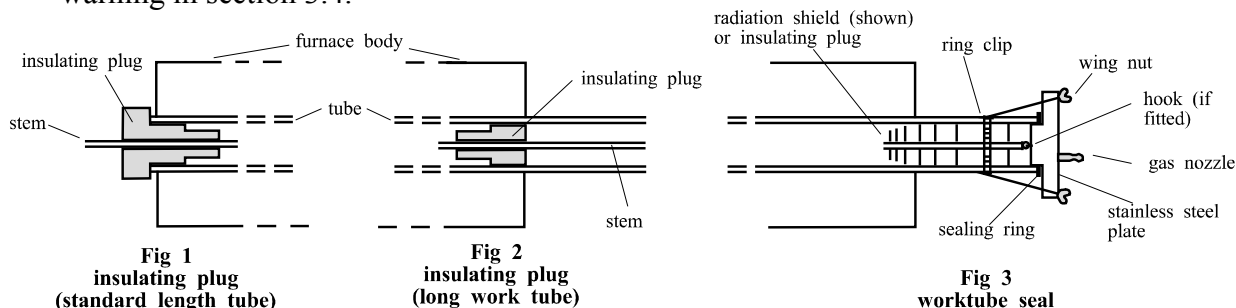 warning in section 3.4.
radiation shield (shown)
or insulating plug
furnace body
ring clip
insulating plug
insulating plug
wing nut
tube
hook (if
fitted)
stem
gas nozzle
stem
sealing ring
stainless steel
plate
Fig 1
insulating plug
(standard length tube)
Fig 2
insulating plug
(long work tube)
Fig 3
worktube seal